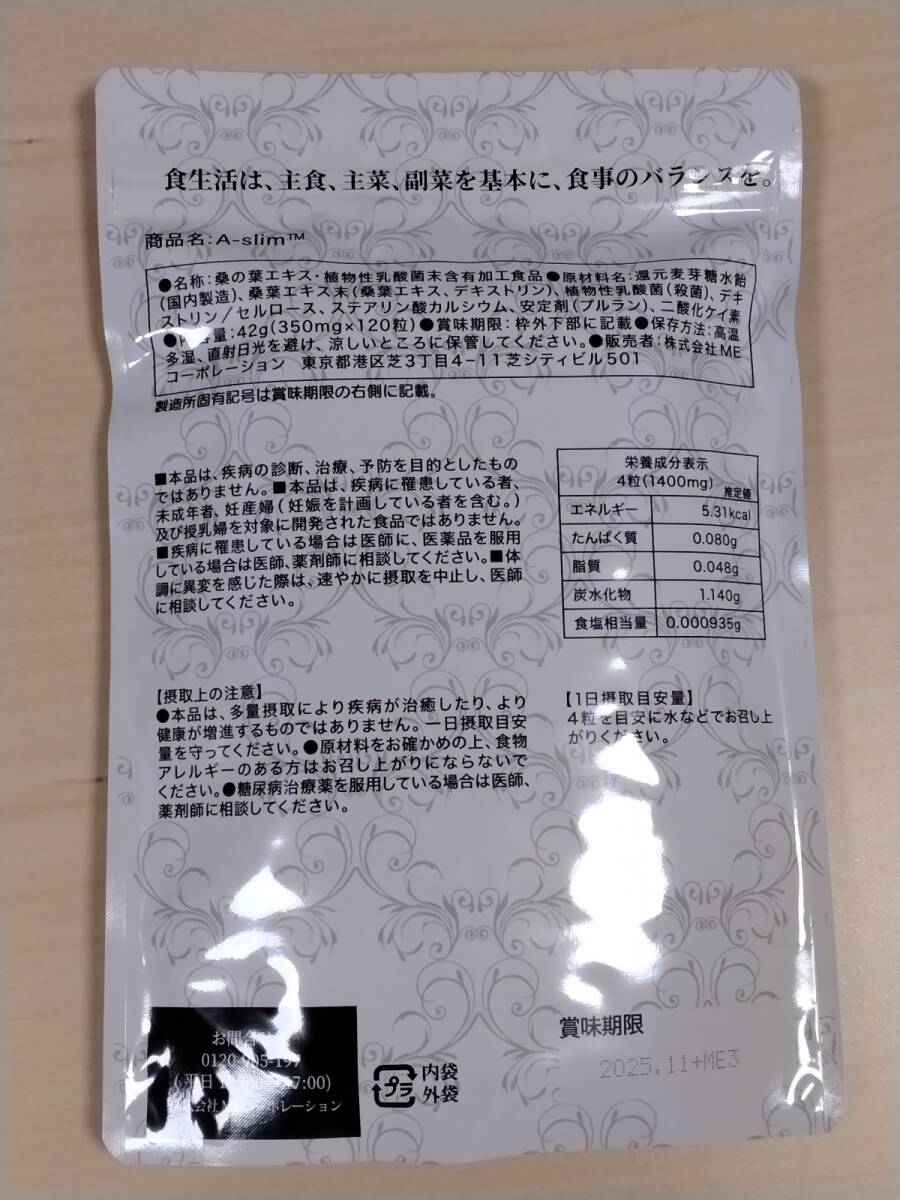 食生活は、主食、主菜、副菜を基本に、食事のバランスを。
商品名：A-slim™
●名称：桑の葉エキス・植物性乳酸菌末含有加工食品●原材料名：還元麦芽糖水飴
（国内製造）、桑葉エキス末（桑葉エキス、デキストリン）、植物性乳酸菌（殺菌）、デキ
ストリン／セルロース、ステアリン酸カルシウム、安定剤（プルラン）、二酸化ケイ素
●内容量：42g(350mg×120粒)●賞味期限：枠外下部に記載●保存方法：高温
多湿、直射日光を避け、涼しいところに保管してください。●販売者：株式会社ME
コーポレーション 東京都港区芝3丁目4-11芝シティビル501
製造所固有記号は賞味期限の右側に記載。
■本品は、疾病の診断、治療、予防を目的としたもの
ではありません。■本品は、疾病に罹患している者、
未成年者、妊産婦（妊娠を計画している者を含む。）
及び授乳婦を対象に開発された食品ではありません。
■疾病に罹患している場合は医師に、医薬品を服用
している場合は医師、薬剤師に相談してください。■体
調に異変を感じた際は、速やかに摂取を中止し、医師
に相談してください。
栄養成分表示
4粒(1400mg)
推定値
エネルギー 5.31kcal
たんぱく質 0.080g
脂質 0.048g
炭水化物 1.140g
食塩相当量 0.000935g
【摂取上の注意】
●本品は、多量摂取により疾病が治癒したり、より
健康が増進するものではありません。一日摂取目安
量を守ってください。●原材料をお確かめの上、食物
アレルギーのある方はお召し上がりにならないで
ください。●糖尿病治療薬を服用している場合は医師、
薬剤師に相談してください。
【1日摂取目安量】
4粒を目安に水などでお召し上
がりください。
お問合
0120
(平日 7:00)
ポレーション
プラ
内袋
外袋
賞味期限
2025.11+ME3